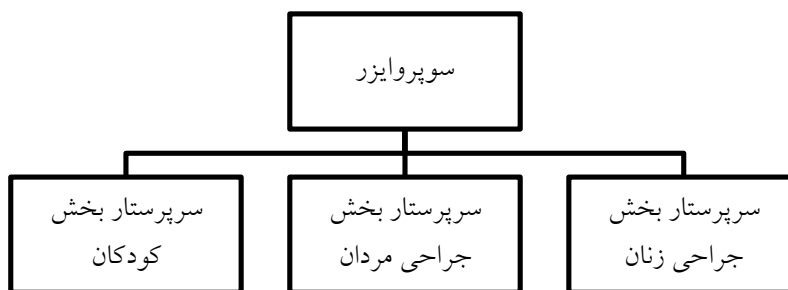 سوپروایزر
سرپرستار بخش
جراحی زنان
سرپرستار بخش
جراحی مردان
سرپرستار بخش
کودکان